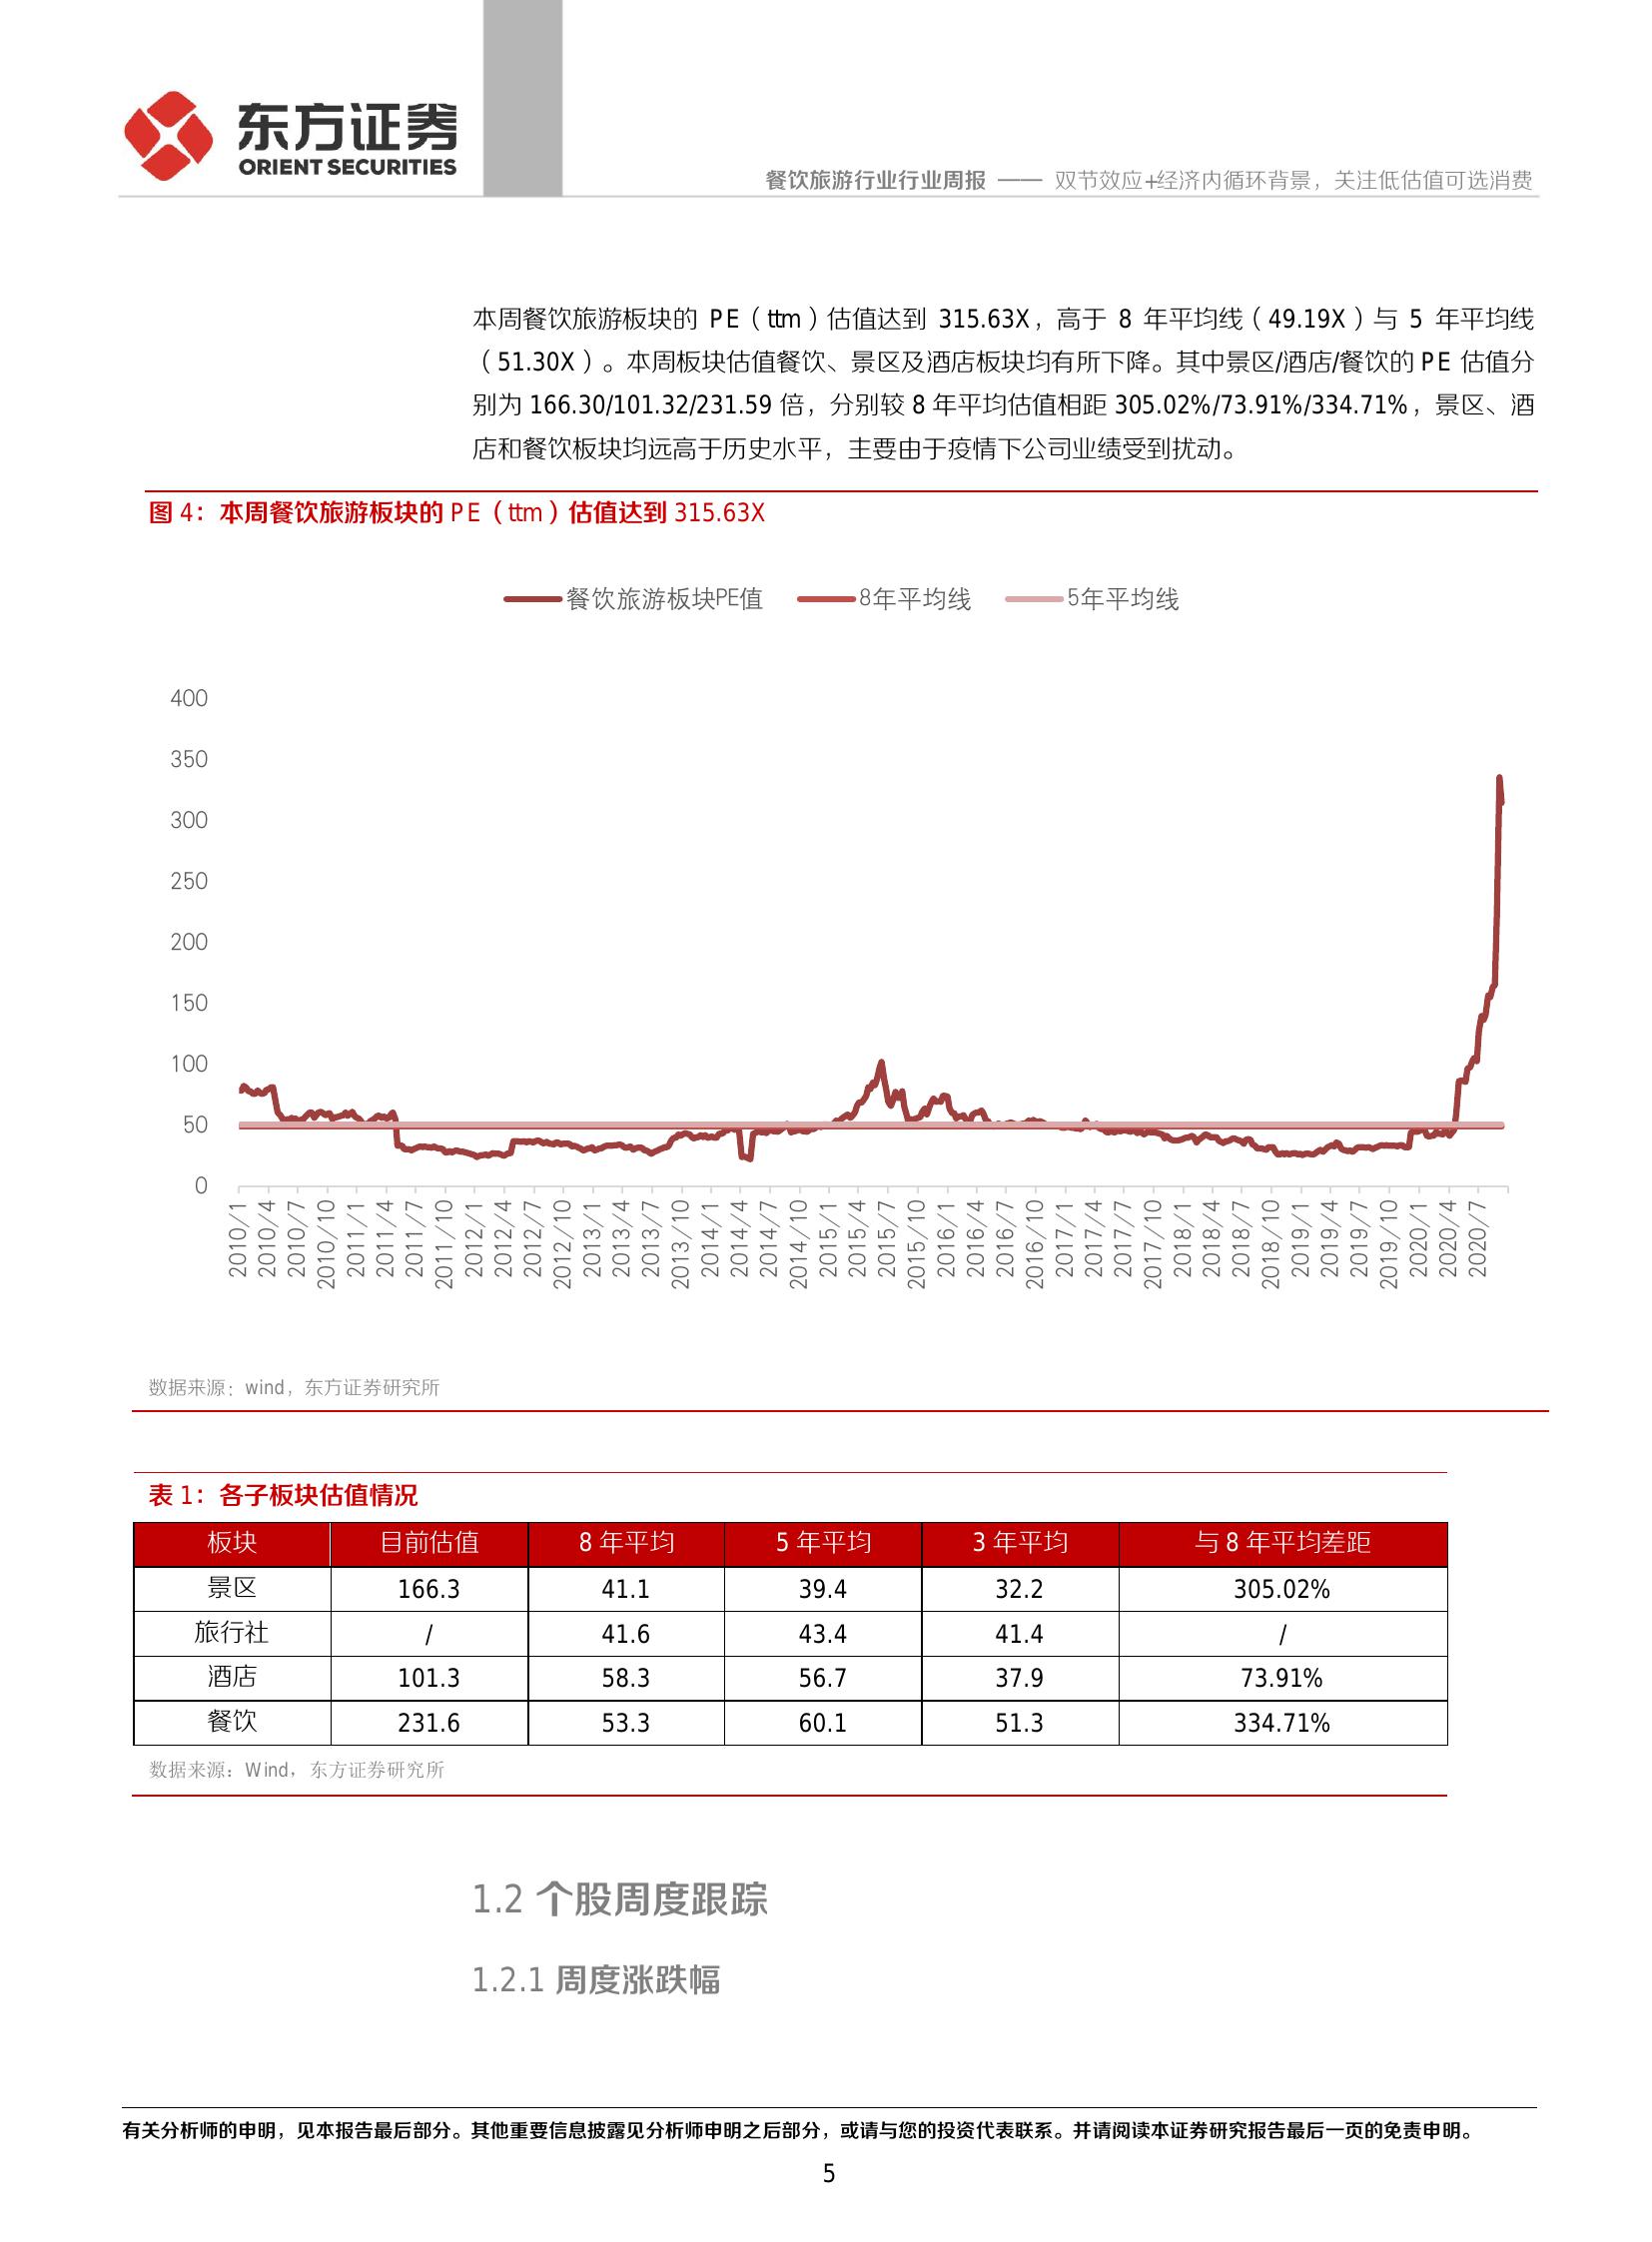 东方证券
ORIENT SECURITIES
餐饮旅游行业行业周报 —— 双节效应+经济内循环背景，关注低估值可选消费
本周餐饮旅游板块的 PE（ttm）估值达到 315.63X，高于 8 年平均线（49.19X）与 5 年平均线
（51.30X）。本周板块估值餐饮、景区及酒店板块均有所下降。其中景区/酒店/餐饮的 PE 估值分
别为 166.30/101.32/231.59 倍，分别较 8 年平均估值相距 305.02%/73.91%/334.71%，景区、酒
店和餐饮板块均远高于历史水平，主要由于疫情下公司业绩受到扰动。
图 4：本周餐饮旅游板块的 PE（ttm）估值达到 315.63X
餐饮旅游板块PE值 8年平均线 5年平均线
400
350
300
250
200
150
100
50
0
2010/1 2010/4 2010/7 2010/10 2011/1 2011/4 2011/7 2011/10 2012/1 2012/4 2012/7 2012/10 2013/1 2013/4 2013/7 2013/10 2014/1 2014/4 2014/7 2014/10 2015/1 2015/4 2015/7 2015/10 2016/1 2016/4 2016/7 2016/10 2017/1 2017/4 2017/7 2017/10 2018/1 2018/4 2018/7 2018/10 2019/1 2019/4 2019/7 2019/10 2020/1 2020/4 2020/7
数据来源：wind，东方证券研究所
表 1：各子板块估值情况
板块 目前估值 8 年平均 5 年平均 3 年平均 与 8 年平均差距
景区 166.3 41.1 39.4 32.2 305.02%
旅行社 / 41.6 43.4 41.4 /
酒店 101.3 58.3 56.7 37.9 73.91%
餐饮 231.6 53.3 60.1 51.3 334.71%
数据来源：Wind，东方证券研究所
1.2 个股周度跟踪
1.2.1 周度涨跌幅
有关分析师的申明，见本报告最后部分。其他重要信息披露见分析师申明之后部分，或请与您的投资代表联系。并请阅读本证券研究报告最后一页的免责申明。
5